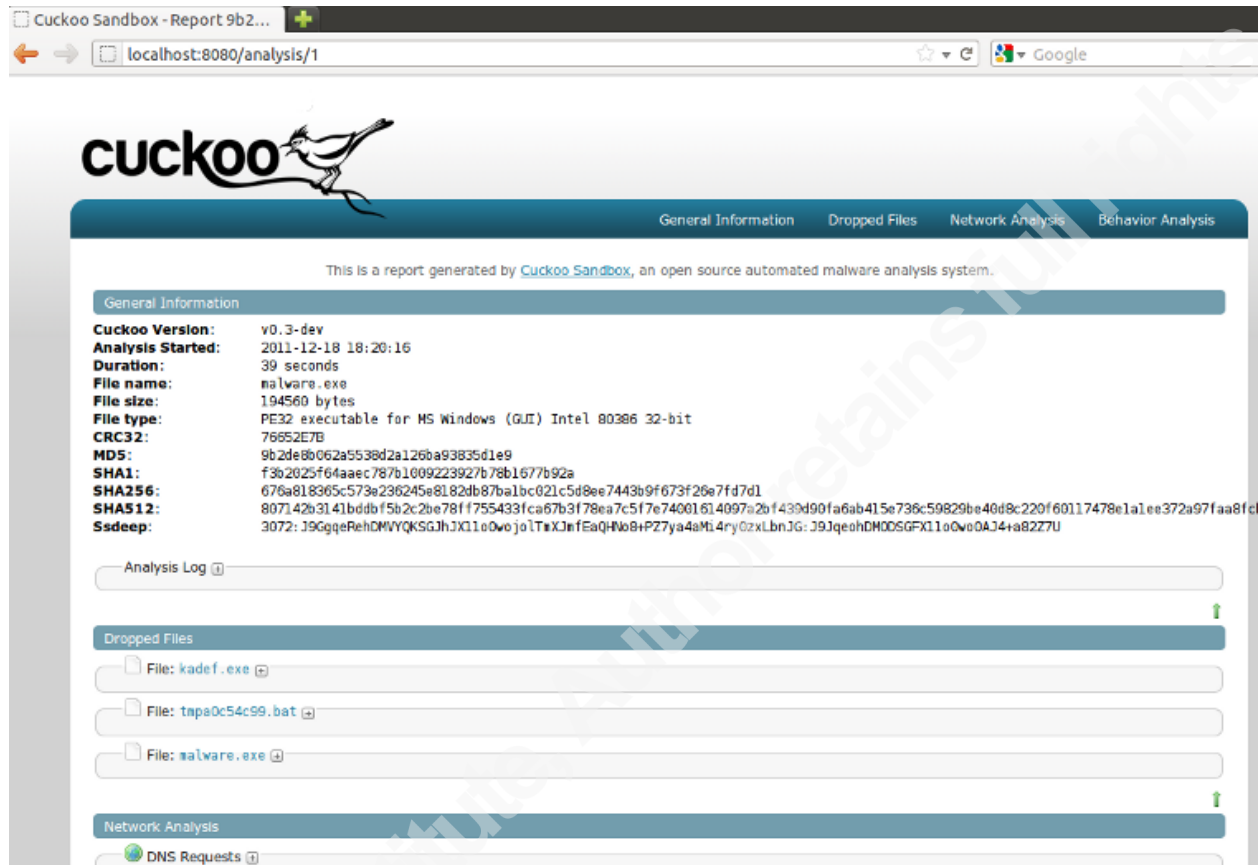 Cuckoo Sandbox - Report 9b2...
localhost:8080/analysis/1
Google
cuckoo
General Information Dropped Files Network Analysis Behavior Analysis
This is a report generated by Cuckoo Sandbox, an open source automated malware analysis system.
General Information
Cuckoo Version: v0.3-dev
Analysis Started: 2011-12-18 18:20:16
Duration: 39 seconds
File name: malware.exe
File size: 194560 bytes
File type: PE32 executable for MS Windows (GUI) Intel 80386 32-bit
CRC32: 76652E7B
MD5: 9b2de8b062a5538d2a126ba93835d1e9
SHA1: f3b2025f64aaec787b1009223927b78b1677b92a
SHA256: 676a818365c573e236245e8182db87ba1bc021c5d8ee7443b9f673f26e7fd7d1
SHA512:
Ssdeep:
Analysis Log
Dropped Files
File: kadef.exe
File: tmpa0c54c99.bat
File: malware.exe
Network Analysis
DNS Requests
itute, Author retains full rights